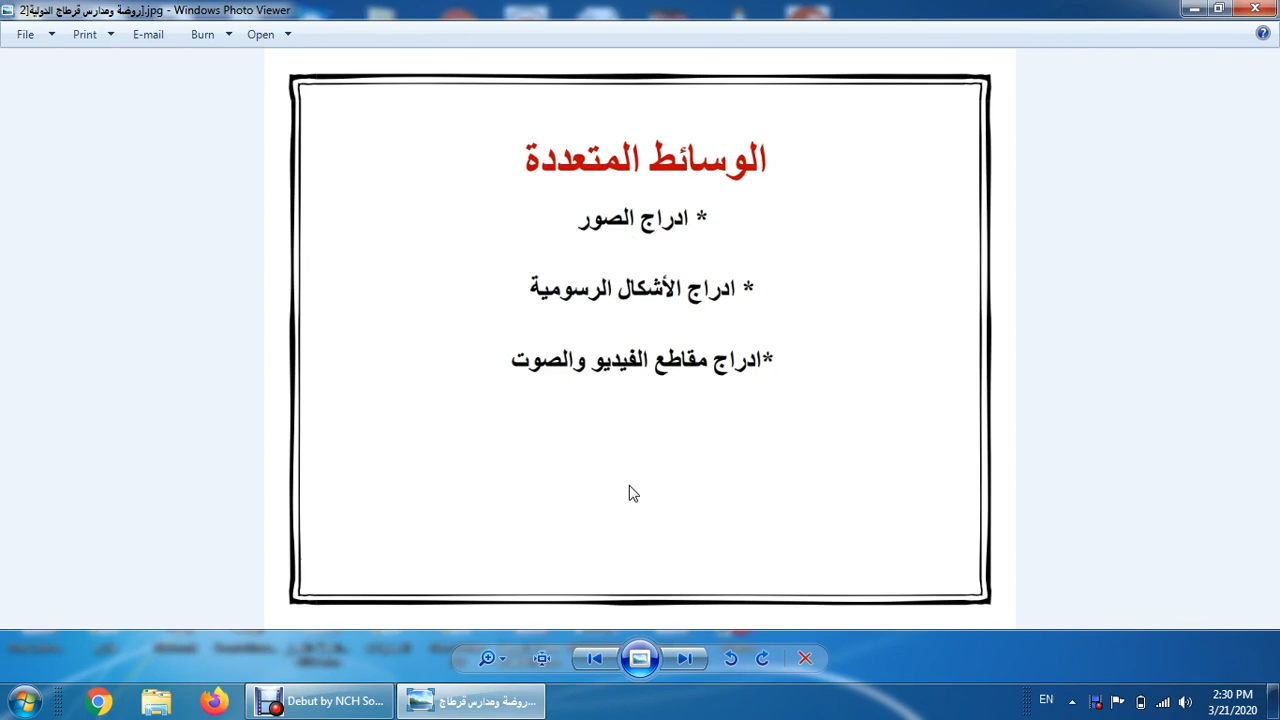 روضة ومدارس قرطاج الدولية[2].jpg - Windows Photo Viewer
File Print E-mail Burn Open
الوسائط المتعددة
* ادراج الصور
* ادراج الأشكال الرسومية
*ادراج مقاطع الفيديو والصوت
Debut by NCH So...
روضة ومدارس قرطاج...
EN
2:30 PM
3/21/2020